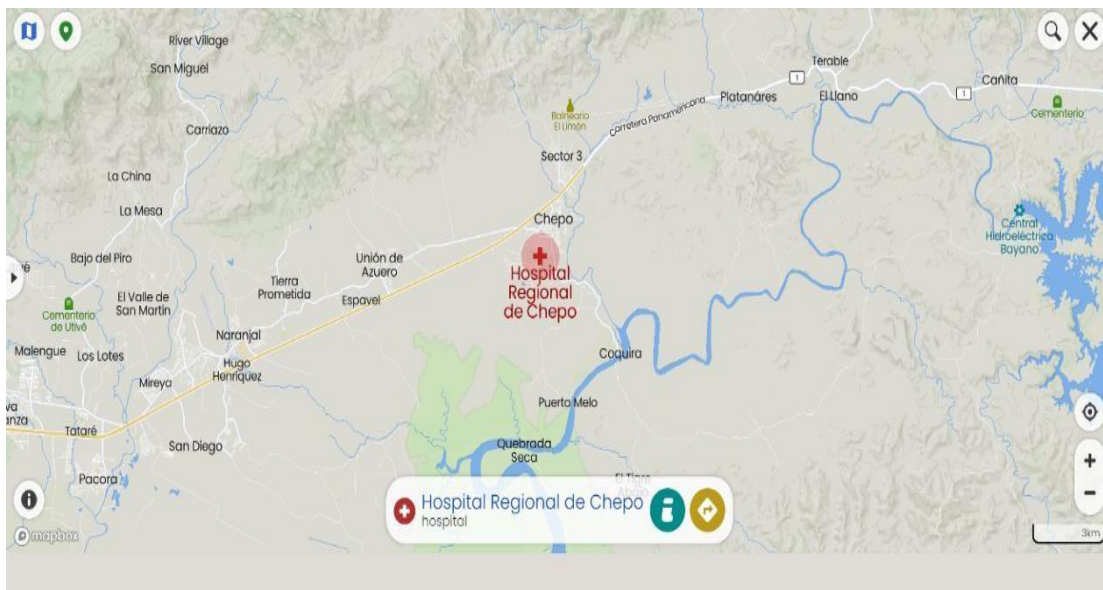 River Village
San Miguel
Carriazo
La China
La Mesa
Bajo del Piro
Cementerio
de Utivé
El Valle de
San Martín
Malengue
Los Lotes
Mireya
Tataré
Pacora
San Diego
Naranjal
Hugo
Henríquez
Tierra
Prometida
Unión de
Azuero
Espavel
Balneario
El Limón
Sector 3
Chepo
Hospital
Regional
de Chepo
Carretera Panamericana
Platanáres
1
Terable
El Llano
1
Cañita
Cementerio
Central
Hidroeléctrica
Bayano
Coquira
Puerto Melo
Quebrada
Seca
El Tigre
Hospital Regional de Chepo
hospital
mapbox
3km